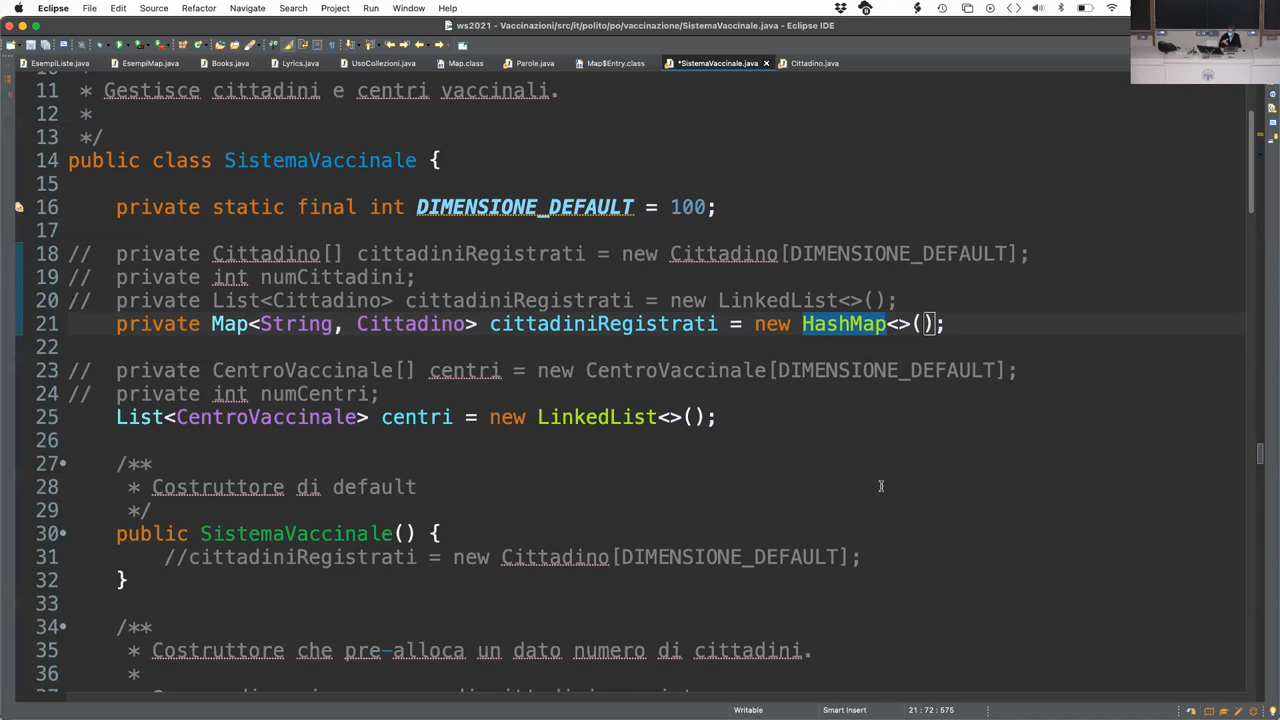 Eclipse File Edit Source Refactor Navigate Search Project Run Window Help
ws2021 - Vaccinazioni/src/it/polito/po/vaccinazione/SistemaVaccinale.java - Eclipse IDE
EsempiListe.java EsempiMap.java Books.java Lyrics.java UsoCollezioni.java Map.class Parole.java Map$Entry.class *SistemaVaccinale.java Cittadino.java
11 * Gestisce cittadini e centri vaccinali.
12 *
13 */
14 public class SistemaVaccinale {
15
16 private static final int DIMENSIONE_DEFAULT = 100;
17
18 // private Cittadino[] cittadiniRegistrati = new Cittadino[DIMENSIONE_DEFAULT];
19 // private int numCittadini;
20 // private List<Cittadino> cittadiniRegistrati = new LinkedList<>();
21 private Map<String, Cittadino> cittadiniRegistrati = new HashMap<>();
22
23 // private CentroVaccinale[] centri = new CentroVaccinale[DIMENSIONE_DEFAULT];
24 // private int numCentri;
25 List<CentroVaccinale> centri = new LinkedList<>();
26
27 /**
28 * Costruttore di default
29 */
30 public SistemaVaccinale() {
31 //cittadiniRegistrati = new Cittadino[DIMENSIONE_DEFAULT];
32 }
33
34 /**
35 * Costruttore che pre-alloca un dato numero di cittadini.
36 *
Writable Smart Insert 21 : 72 : 575